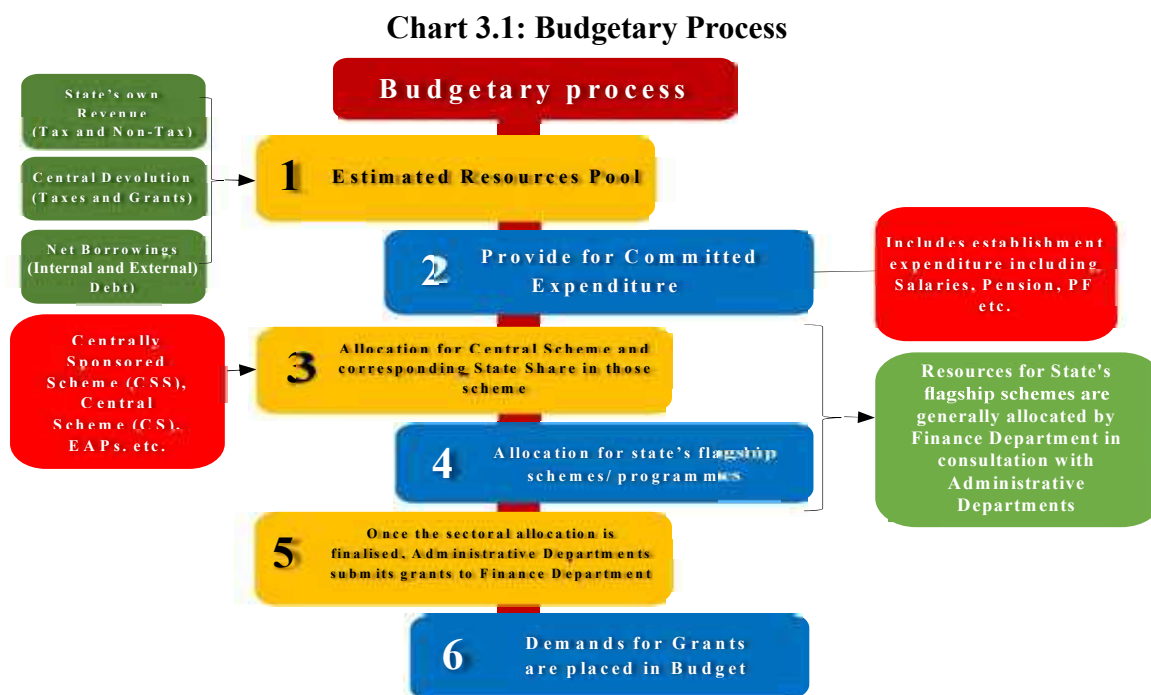 Chart 3.1: Budgetary Process
Budgetary process
State's own
Revenue
(Tax and Non-Tax)
Central Devolution
(Taxes and Grants)
Net Borrowings
(Internal and External)
Debt)
1
Estimated Resources Pool
2
Provide for Committed
Expenditure
Includes establishment
expenditure including
Salaries, Pension, PF
etc.
Centrally
Sponsored
Scheme (CSS),
Central
Scheme (CS),
EAPs. etc.
3
Allocation for Central Scheme and
corresponding State Share in those
scheme
4
Allocation for state's flagship
schemes/ programmes
Resources for State's
flagship schemes are
generally allocated by
Finance Department in
consultation with
Administrative
Departments
5
Once the sectoral allocation is
finalised, Administrative Departments
submits grants to Finance Department
6
Demands for Grants
are placed in Budget